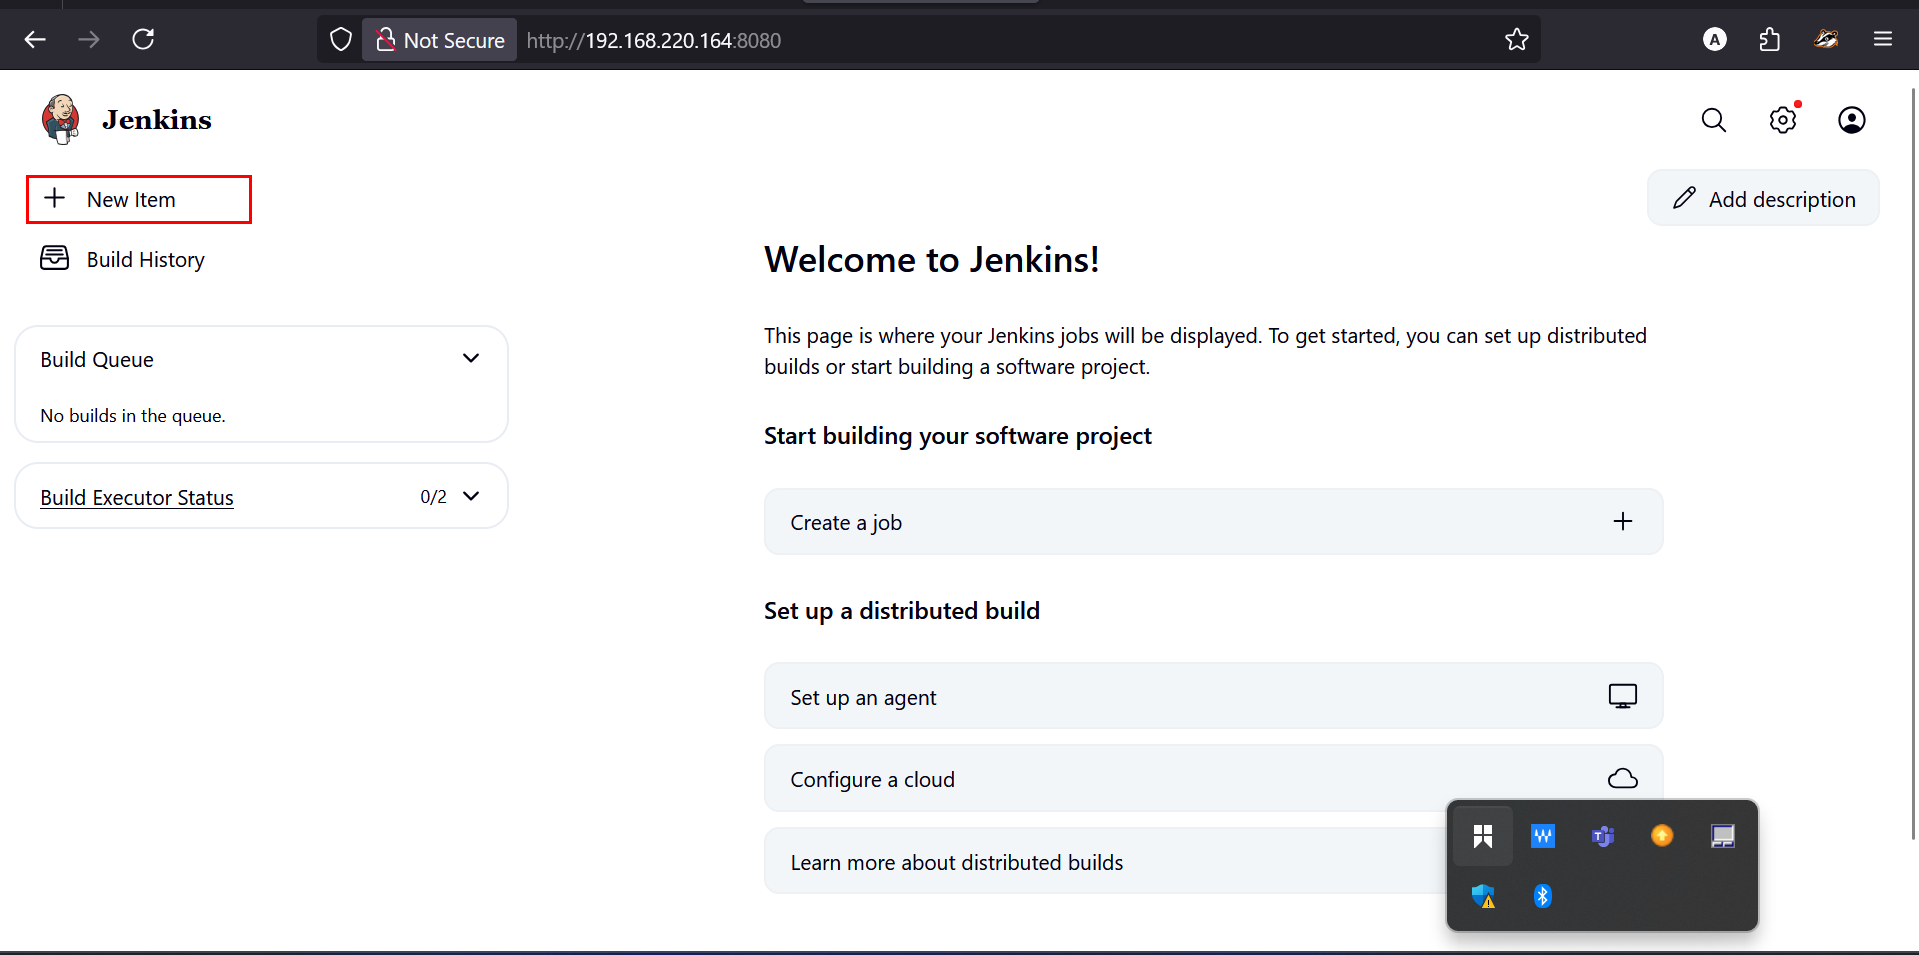 Not Secure http://192.168.220.164:8080
A
Jenkins
New Item
Add description
Build History
Welcome to Jenkins!
This page is where your Jenkins jobs will be displayed. To get started, you can set up distributed
builds or start building a software project.
Build Queue
No builds in the queue.
Start building your software project
Build Executor Status 0/2
Create a job
Set up a distributed build
Set up an agent
Configure a cloud
Learn more about distributed builds